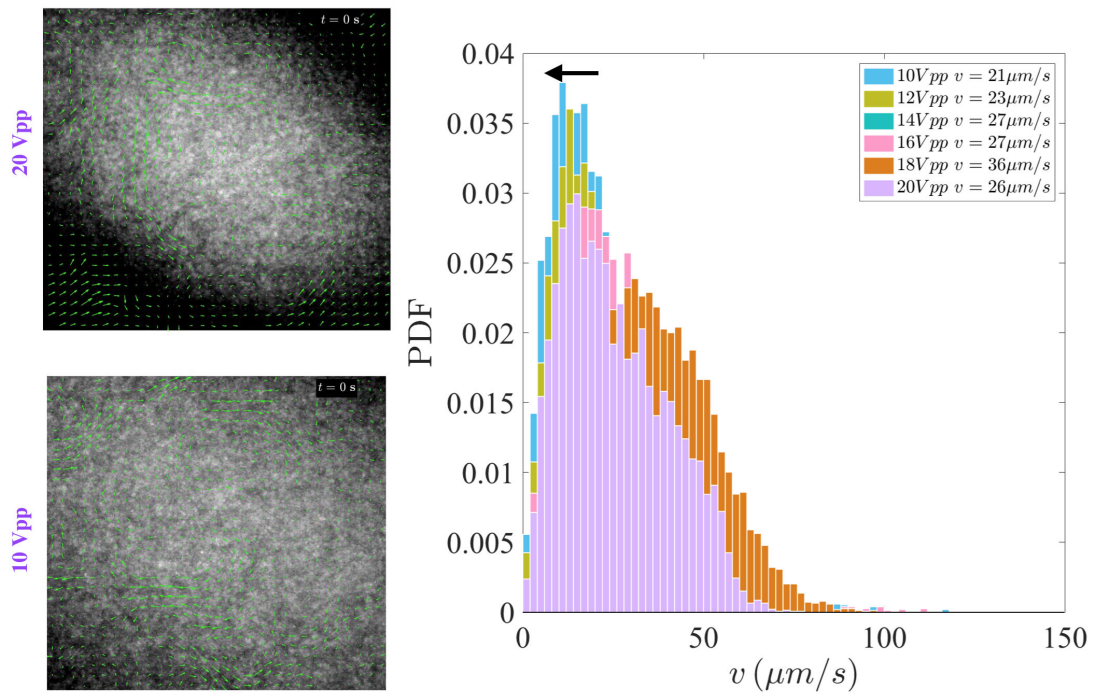 20 Vpp
t = 0 s
10 Vpp
t = 0 s
0.04
0.035
0.03
0.025
0.02
0.015
0.01
0.005
0
PDF
0
50
100
150
v (μm/s)
10Vpp v = 21μm/s
12Vpp v = 23μm/s
14Vpp v = 27μm/s
16Vpp v = 27μm/s
18Vpp v = 36μm/s
20Vpp v = 26μm/s